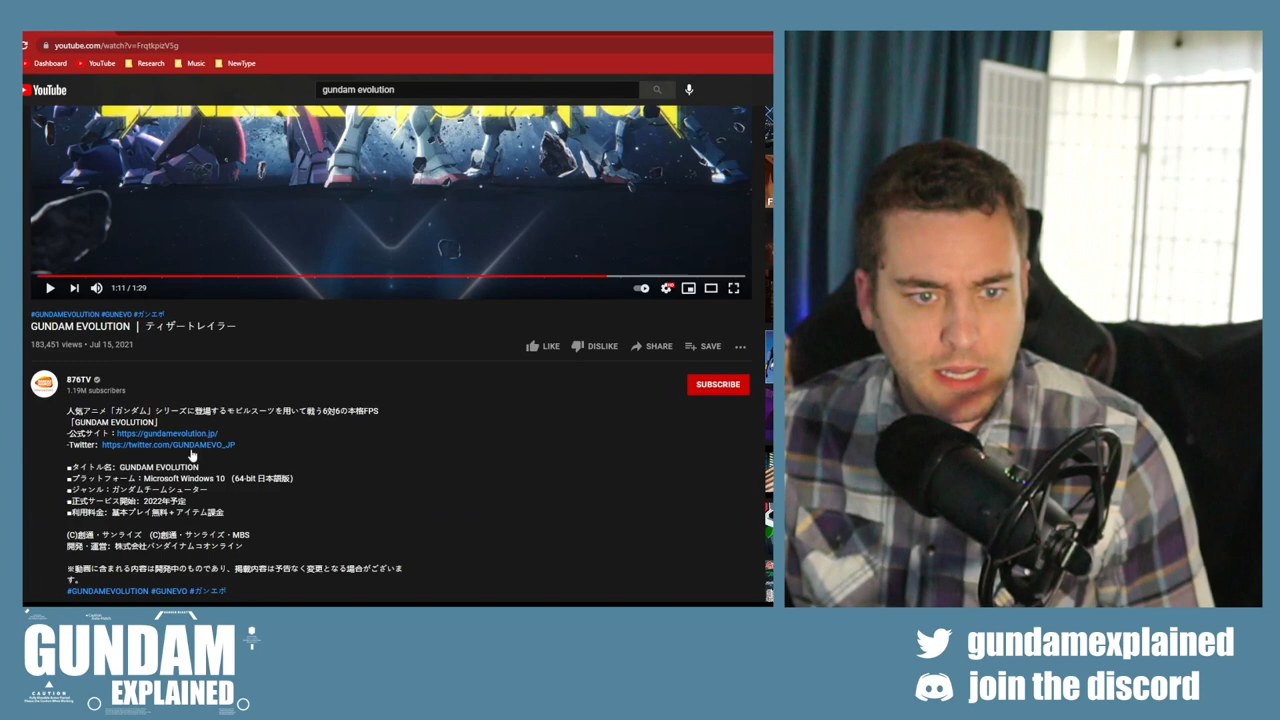 youtube.com/watch?v=FrqtkpizVSg
Dashboard YouTube Research Music NewType
YouTube
gundam evolution
1:11 / 1:29
#GUNDAMEVOLUTION #GUNEVO #ガンエボ
GUNDAM EVOLUTION | ティザートレイラー
183,451 views • Jul 15, 2021
LIKE DISLIKE SHARE SAVE
876TV
1.19M subscribers
SUBSCRIBE
人気アニメ「ガンダム」シリーズに登場するモビルスーツを用いて戦う6対6の本格FPS
「GUNDAM EVOLUTION」
-公式サイト：https://gundamevolution.jp/
-Twitter: https://twitter.com/GUNDAMEVO_JP
■タイトル名：GUNDAM EVOLUTION
■プラットフォーム：Microsoft Windows 10 (64-bit 日本語版)
■ジャンル：ガンダムチームシューター
■正式サービス開始：2022年予定
■利用料金：基本プレイ無料＋アイテム課金
(C)創通・サンライズ (C)創通・サンライズ・MBS
開発・運営：株式会社バンダイナムコオンライン
※動画に含まれる内容は開発中のものであり、掲載内容は予告なく変更となる場合がございま
す。
#GUNDAMEVOLUTION #GUNEVO #ガンエボ
GUNDAM
EXPLAINED
CAUTION
gundamexplained
join the discord